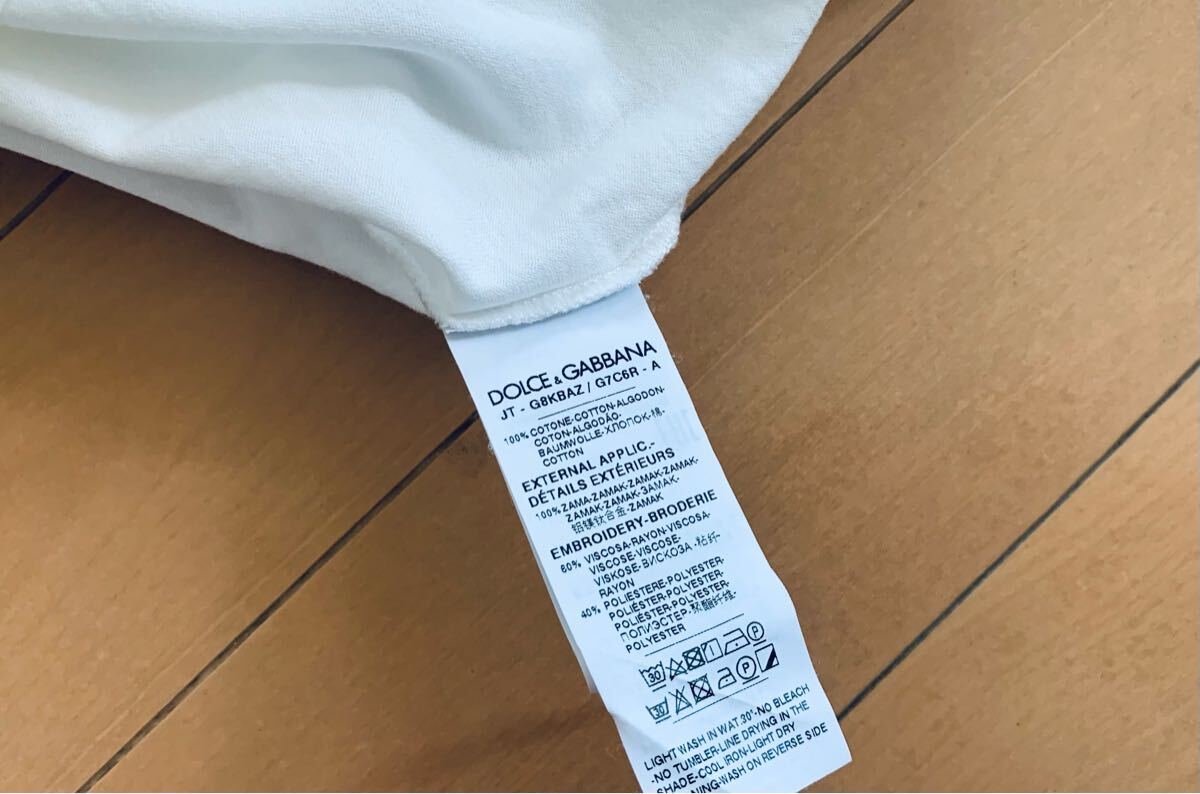 DOLCE & GABBANA
JT - G8KBAZ / G7C6R - A
100% COTONE-COTTON-ALGODON-
COTON-ALGODÃO-
BAUMWOLLE-ХЛОПОК-棉-
COTTON
EXTERNAL APPLIC.-
DÉTAILS EXTÉRIEURS
100% ZAMA-ZAMAK-ZAMAK-ZAMAK-
ZAMAK-ZAMAK-ЗАМАК-
铝镁钛合金-ZAMAK
EMBROIDERY-BRODERIE
60% VISCOSA-RAYON-VISCOSA-
VISCOSE-VISCOSE-
VISKOSE-ВИСКОЗА-粘纤-
RAYON
40% POLIESTERE-POLYESTER-
POLIÉSTER-POLYESTER-
POLIÉSTER-POLYESTER-
ПОЛИЭСТЕР-聚酯纤维-
POLYESTER
30 P
30 P
LIGHT WASH IN WAT.30°-NO BLEACH
-NO TUMBLER-LINE DRYING IN THE
SHADE-COOL IRON-LIGHT DRY
-WASH ON REVERSE SIDE